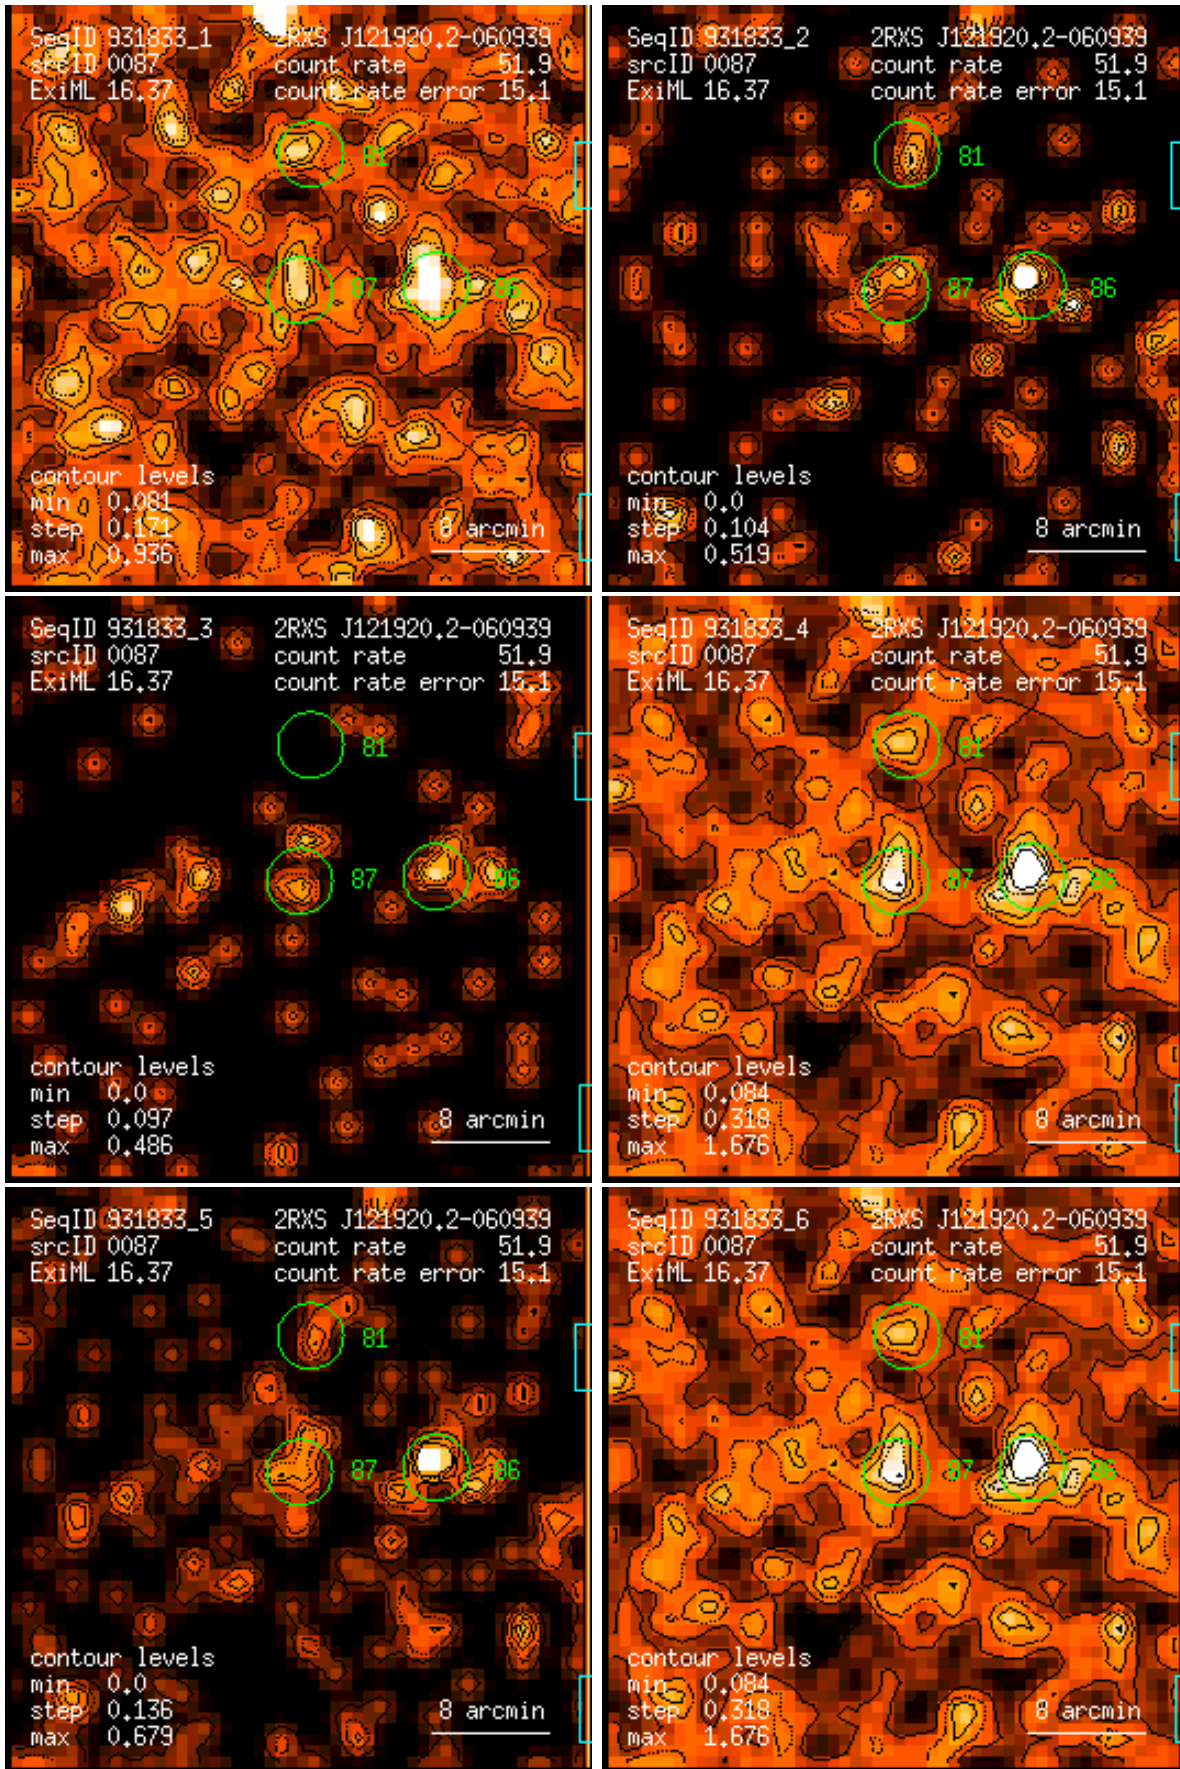 SeqID 931833_1 2RXS J121920.2-060939
srcID 0087 count rate 51.9
ExiML 16.37 count rate error 15.1
81
87 86
contour levels
min 0.081
step 0.171 8 arcmin
max 0.936
SeqID 931833_2 2RXS J121920.2-060939
srcID 0087 count rate 51.9
ExiML 16.37 count rate error 15.1
81
87 86
contour levels
min 0.0
step 0.104 8 arcmin
max 0.519
SeqID 931833_3 2RXS J121920.2-060939
srcID 0087 count rate 51.9
ExiML 16.37 count rate error 15.1
81
87 86
contour levels
min 0.0
step 0.097 8 arcmin
max 0.486
SeqID 931833_4 2RXS J121920.2-060939
srcID 0087 count rate 51.9
ExiML 16.37 count rate error 15.1
81
87 86
contour levels
min 0.084
step 0.318 8 arcmin
max 1.676
SeqID 931833_5 2RXS J121920.2-060939
srcID 0087 count rate 51.9
ExiML 16.37 count rate error 15.1
81
87 86
contour levels
min 0.0
step 0.136 8 arcmin
max 0.679
SeqID 931833_6 2RXS J121920.2-060939
srcID 0087 count rate 51.9
ExiML 16.37 count rate error 15.1
81
87 86
contour levels
min 0.084
step 0.318 8 arcmin
max 1.676